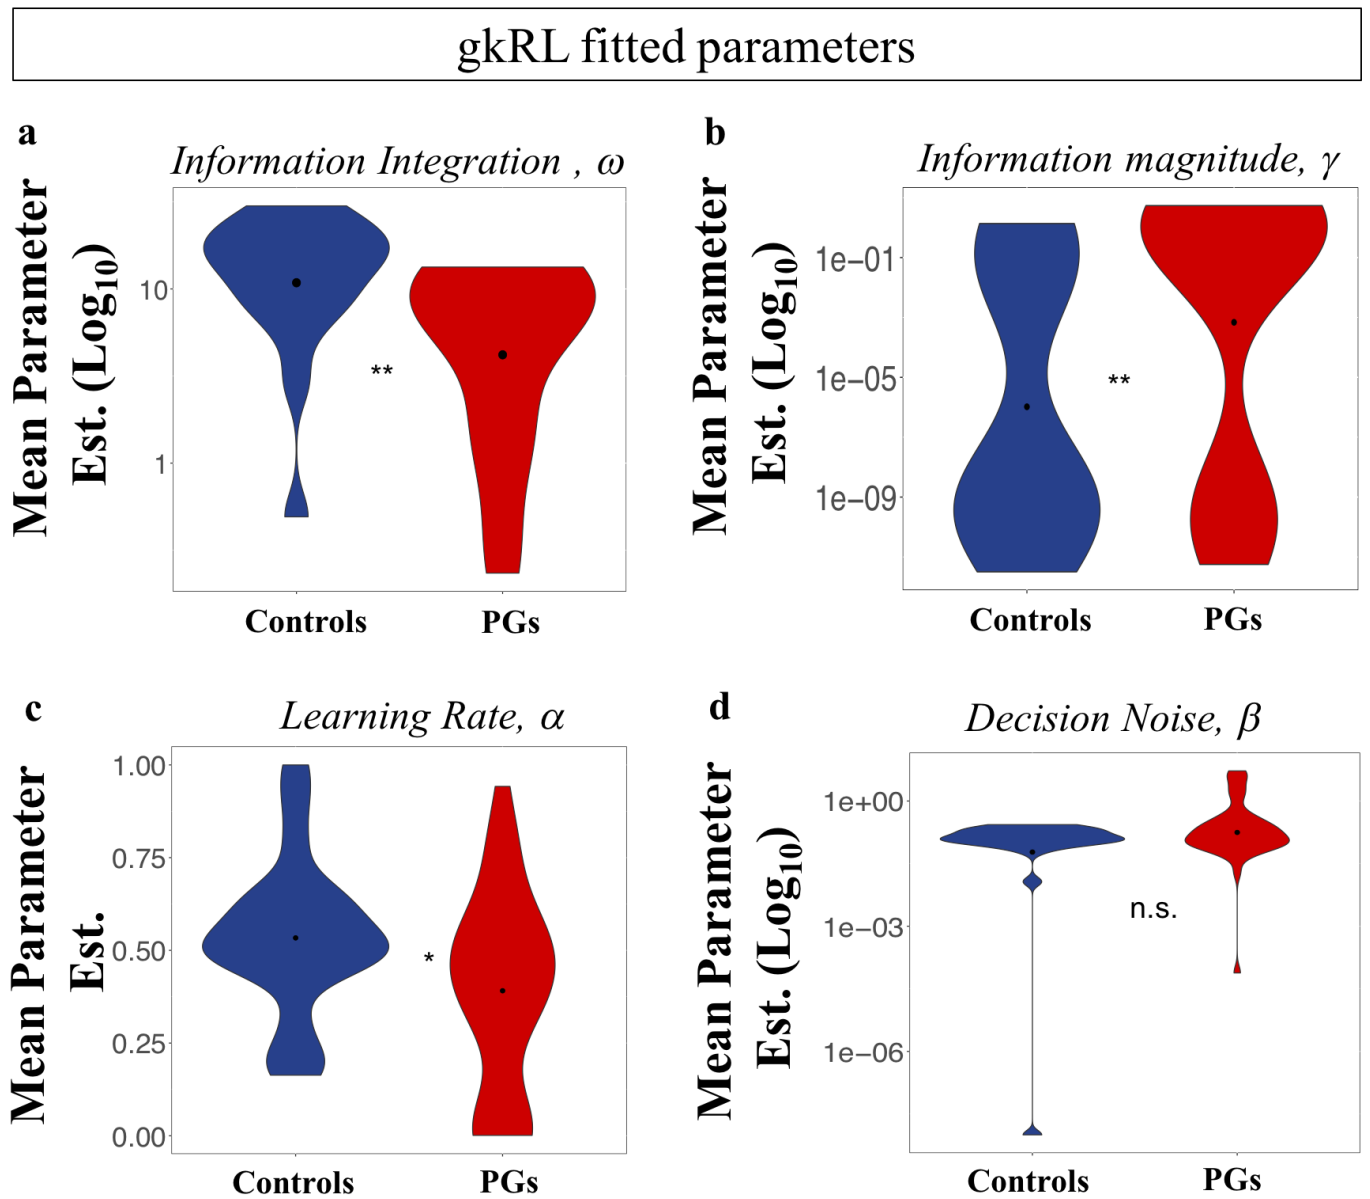 gkRL fitted parameters
a
Information Integration , ω
Mean Parameter
Est. (Log10)
10
1
**
Controls
PGs
b
Information magnitude, γ
Mean Parameter
Est. (Log10)
1e−01
1e−05
1e−09
**
Controls
PGs
c
Learning Rate, α
Mean Parameter
Est.
1.00
0.75
0.50
0.25
0.00
*
Controls
PGs
d
Decision Noise, β
Mean Parameter
Est. (Log10)
1e+00
1e−03
1e−06
n.s.
Controls
PGs